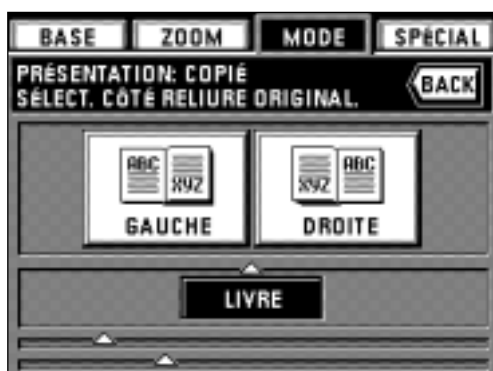 BASE ZOOM MODE SPÉCIAL
PRÉSENTATION: COPIÉ
SÉLECT. CÔTÉ RELIURE ORIGINAL.
BACK
ABC XYZ
XYZ ABC
GAUCHE DROITE
LIVRE